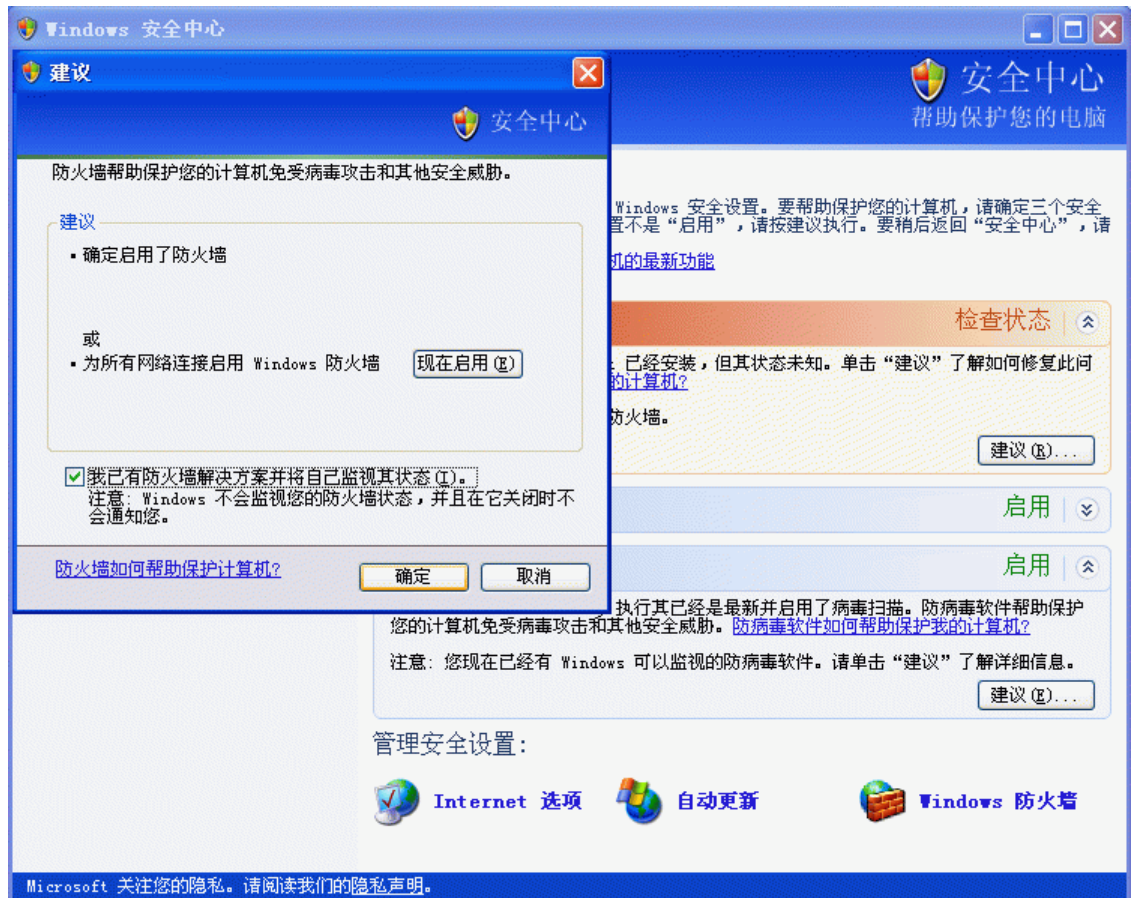 Windows 安全中心
建议
安全中心
防火墙帮助保护您的计算机免受病毒攻击和其他安全威胁。
建议
▪ 确定启用了防火墙
或
▪ 为所有网络连接启用 Windows 防火墙
现在启用(E)
我已有防火墙解决方案并将自己监视其状态(I)。
注意: Windows 不会监视您的防火墙状态，并且在它关闭时不
会通知您。
防火墙如何帮助保护计算机?
确定
取消
安全中心
帮助保护您的电脑
Windows 安全设置。要帮助保护您的计算机，请确定三个安全
置不是“启用”，请按建议执行。要稍后返回“安全中心”，请
机的最新功能
检查状态
已经安装，但其状态未知。单击“建议”了解如何修复此问
的计算机?
防火墙。
建议(R)...
启用
启用
执行其已经是最新并启用了病毒扫描。防病毒软件帮助保护
您的计算机免受病毒攻击和其他安全威胁。防病毒软件如何帮助保护我的计算机?
注意: 您现在已经有 Windows 可以监视的防病毒软件。请单击“建议”了解详细信息。
建议(E)...
管理安全设置:
Internet 选项
自动更新
Windows 防火墙
Microsoft 关注您的隐私。请阅读我们的隐私声明。